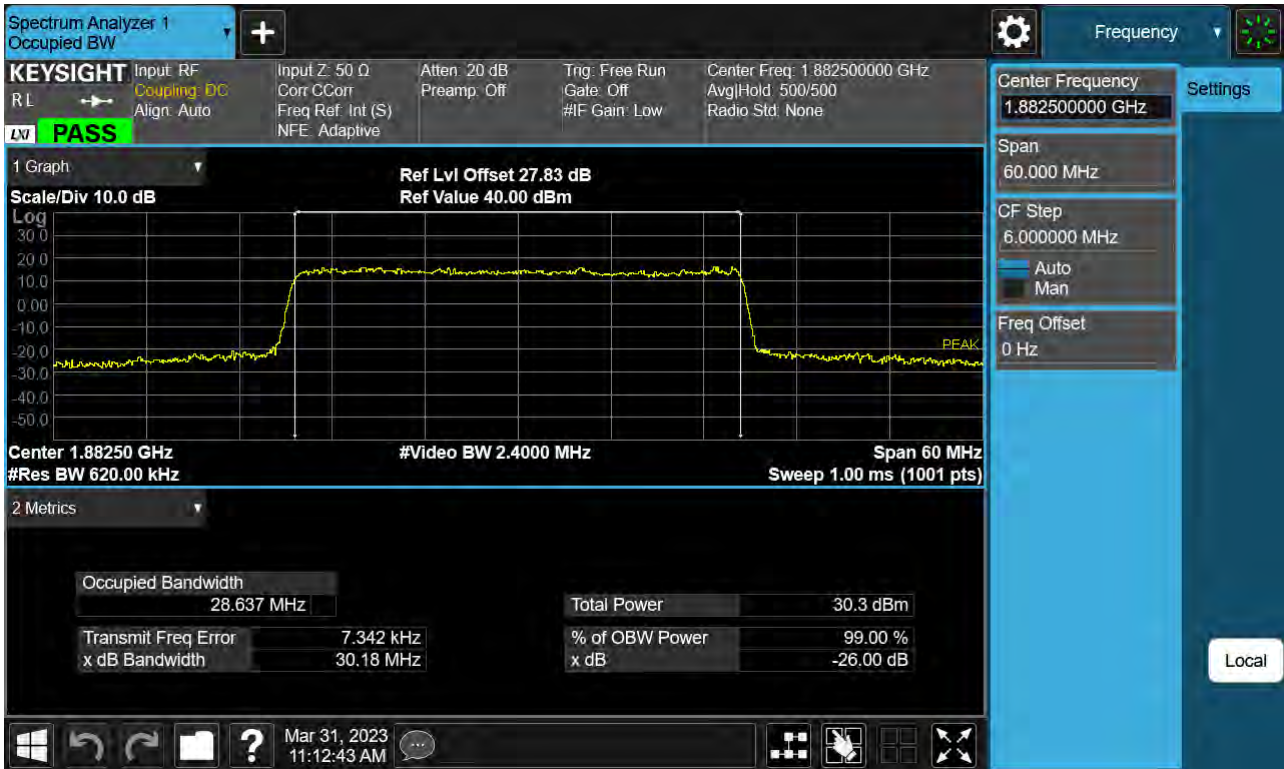 Spectrum Analyzer 1
Occupied BW
+
Frequency
KEYSIGHT
RL
LXI PASS
Input: RF
Coupling: DC
Align: Auto
Input Z: 50 Ω
Corr CCorr
Freq Ref: Int (S)
NFE: Adaptive
Atten: 20 dB
Preamp: Off
Trig: Free Run
Gate: Off
#IF Gain: Low
Center Freq: 1.882500000 GHz
Avg|Hold: 500/500
Radio Std: None
Center Frequency
1.882500000 GHz
Settings
Span
60.000 MHz
CF Step
6.000000 MHz
Auto
Man
Freq Offset
0 Hz
1 Graph
Scale/Div 10.0 dB
Ref Lvl Offset 27.83 dB
Ref Value 40.00 dBm
Log
30.0
20.0
10.0
0.00
-10.0
-20.0
-30.0
-40.0
-50.0
PEAK
Center 1.88250 GHz
#Video BW 2.4000 MHz
Span 60 MHz
#Res BW 620.00 kHz
Sweep 1.00 ms (1001 pts)
2 Metrics
Occupied Bandwidth
28.637 MHz
Total Power 30.3 dBm
Transmit Freq Error 7.342 kHz
% of OBW Power 99.00 %
x dB Bandwidth 30.18 MHz
x dB -26.00 dB
Local
?
Mar 31, 2023
11:12:43 AM